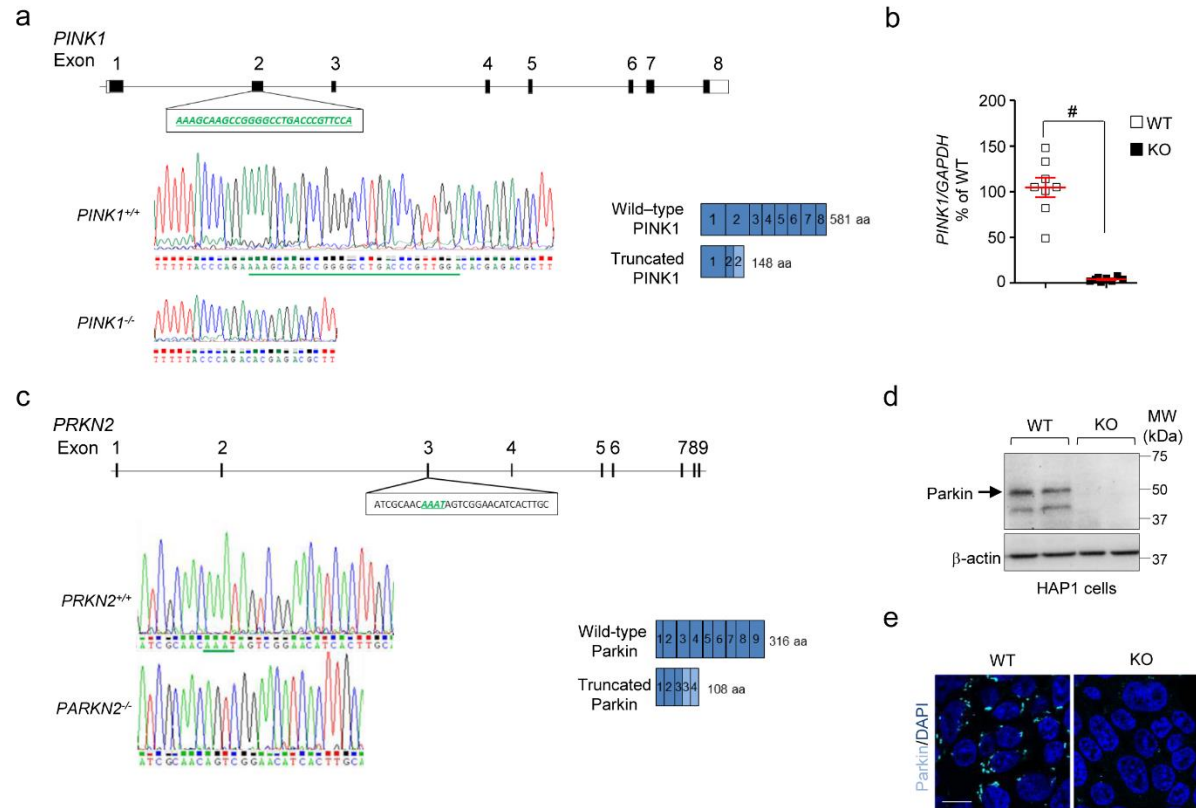 a
PINK1
Exon
1 2 3 4 5 6 7 8
AAAGCAAGCCGGGGCCTGACCCGTTCCA
PINK1+/+
TTTTTACCCAGAAAAGCAAGCCGGGGCCTGACCCGTTGGACACGAGACGCTT
PINK1-/-
TTTTTACCCAGACACGAGACGCTT
Wild–type
PINK1
1 2 3 4 5 6 7 8 581 aa
Truncated
PINK1
1 2 2 148 aa
b
PINK1/GAPDH
% of WT
200
150
100
50
0
#
WT
KO
c
PRKN2
Exon
1 2 3 4 5 6 7 8 9
ATCGCAACAAATAGTCGGAACATCACTTGC
PRKN2+/+
ATCGCAACAAATAGTCGGAACATCACTTGCA
PARKN2-/-
ATCGCAACAGTCGGAACATCACTTGCA
Wild-type
Parkin
1 2 3 4 5 6 7 8 9 316 aa
Truncated
Parkin
1 2 3 3 4 108 aa
d
WT KO MW
(kDa)
75
Parkin 50
37
β-actin 37
HAP1 cells
e
WT KO
Parkin/DAPI